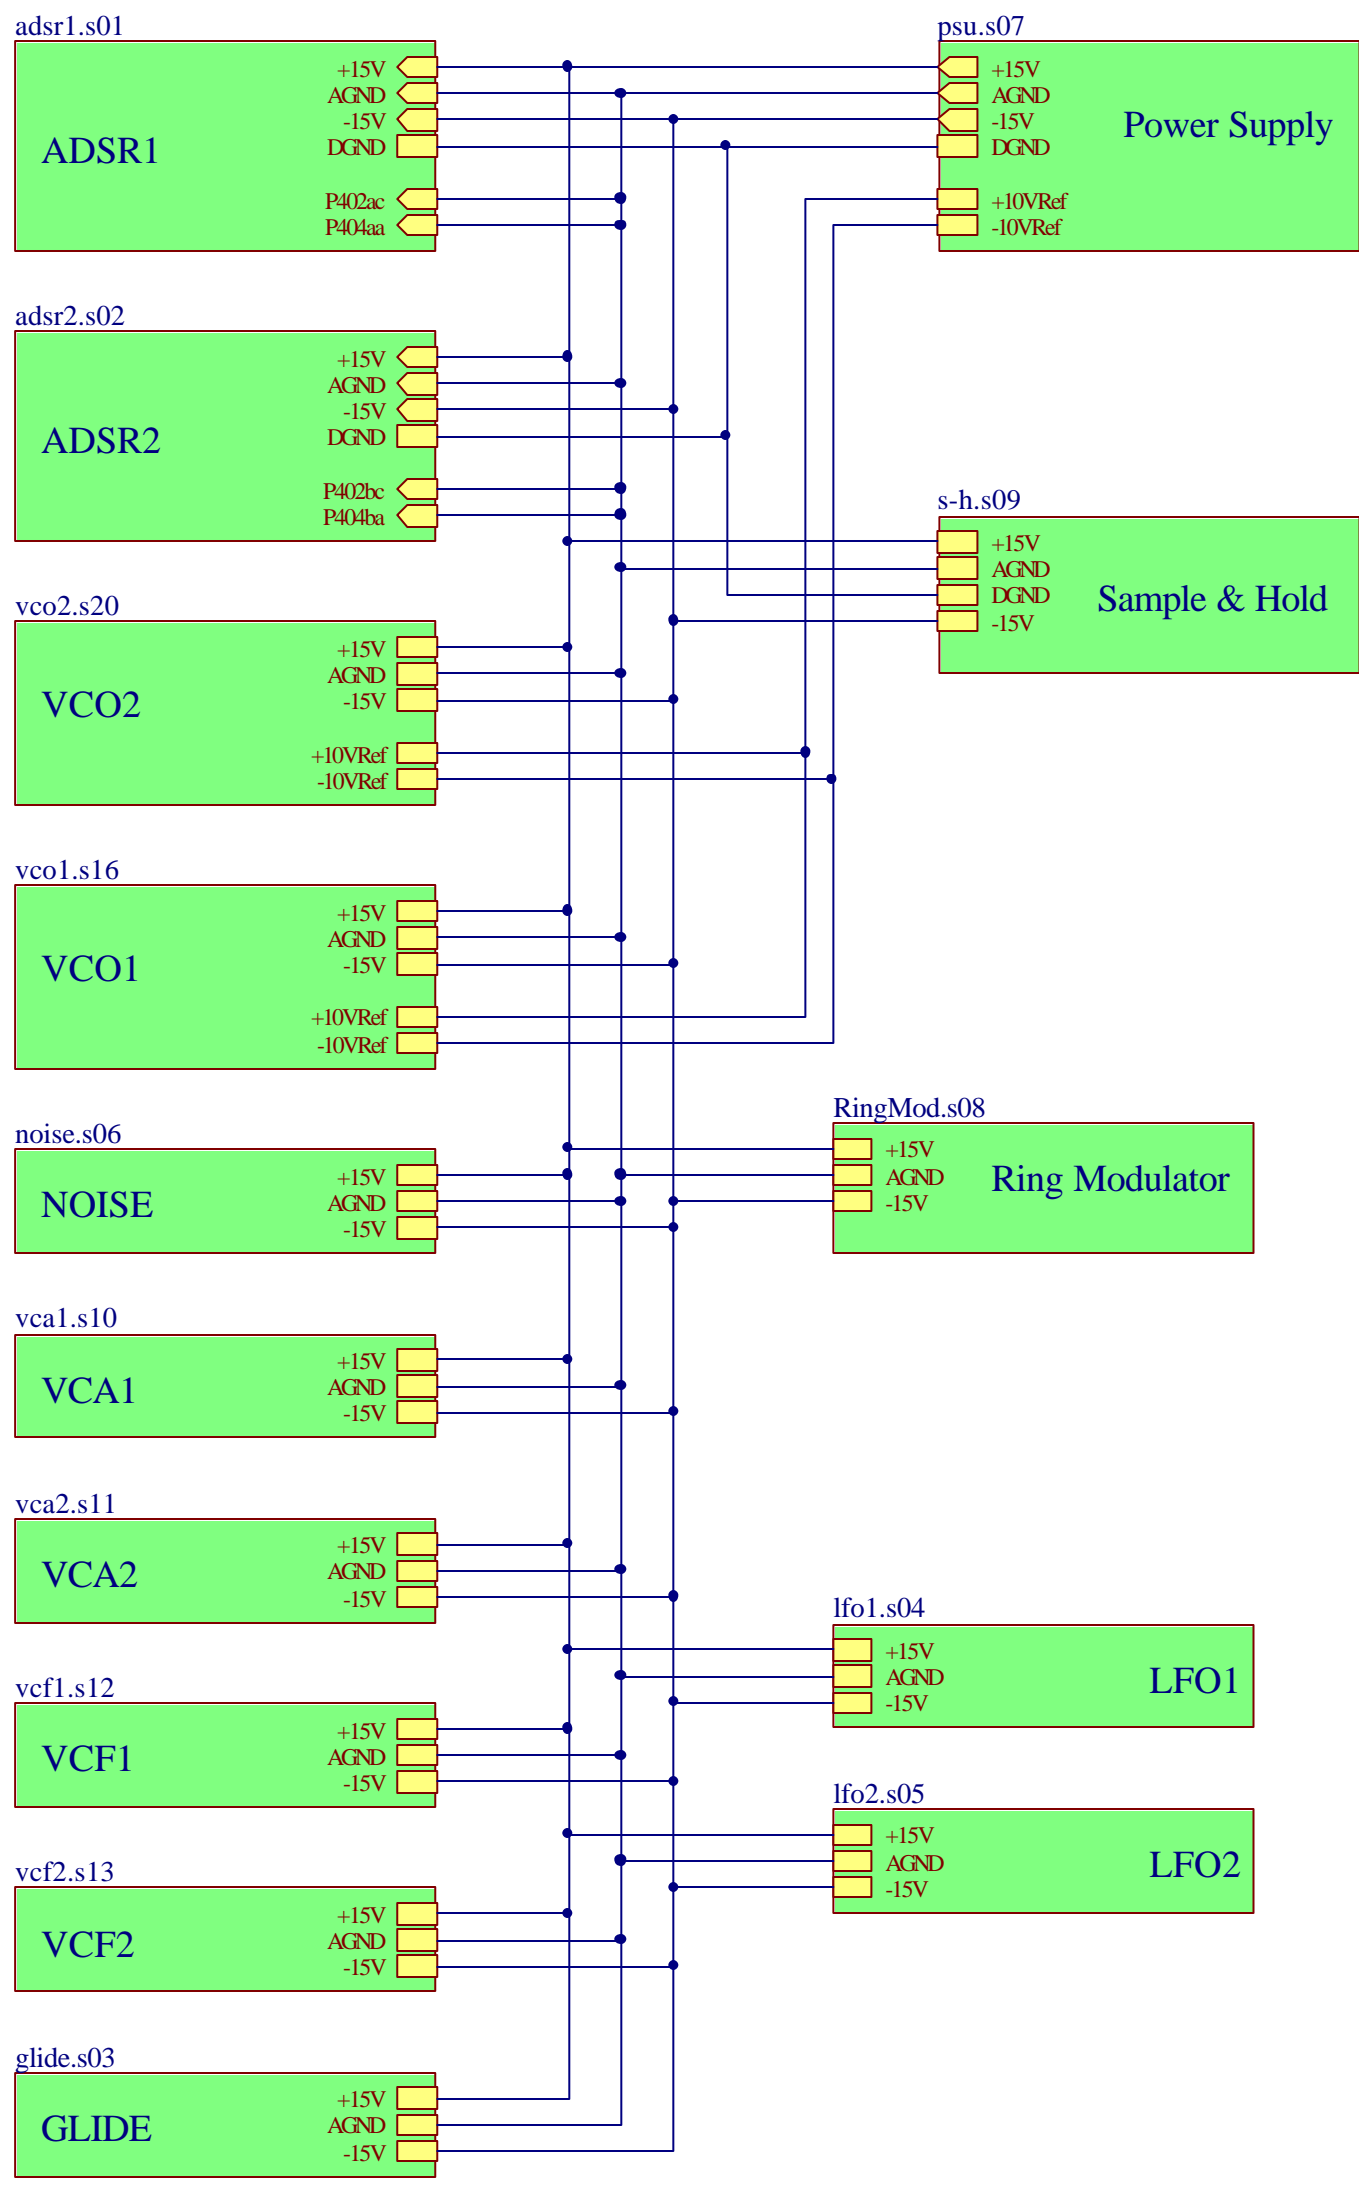 adsr1.s01
+15V
AGND
-15V
ADSR1
DGND
P402ac
P404aa
psu.s07
+15V
AGND
-15V
Power Supply
DGND
+10VRef
-10VRef
adsr2.s02
+15V
AGND
-15V
ADSR2
DGND
P402bc
P404ba
s-h.s09
+15V
AGND
DGND
Sample & Hold
-15V
vco2.s20
+15V
AGND
-15V
VCO2
+10VRef
-10VRef
vco1.s16
+15V
AGND
-15V
VCO1
+10VRef
-10VRef
RingMod.s08
+15V
AGND
Ring Modulator
-15V
noise.s06
+15V
AGND
NOISE
-15V
vca1.s10
+15V
AGND
VCA1
-15V
vca2.s11
+15V
AGND
VCA2
-15V
lfo1.s04
+15V
AGND
LFO1
-15V
vcf1.s12
+15V
AGND
VCF1
-15V
lfo2.s05
+15V
AGND
LFO2
-15V
vcf2.s13
+15V
AGND
VCF2
-15V
glide.s03
+15V
AGND
GLIDE
-15V